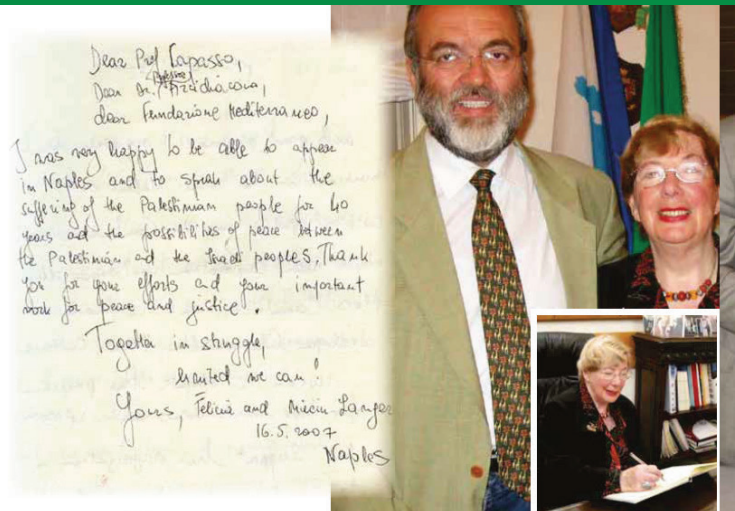 Dear Prof Capasso,
Dear Dr.
dear Fundazione Mediterraneo,
I was very happy to be able to appear
in Naples and to speak about the
suffering of the Palestinian people for 40
years and the possibilities of peace between
the Palestinian and the Israeli peoples. Thank
you for your efforts and your important
work for peace and justice.
Together in struggle,
united we can!
Yours, Felicia and Mieciu Langer
16.5.2007
Naples